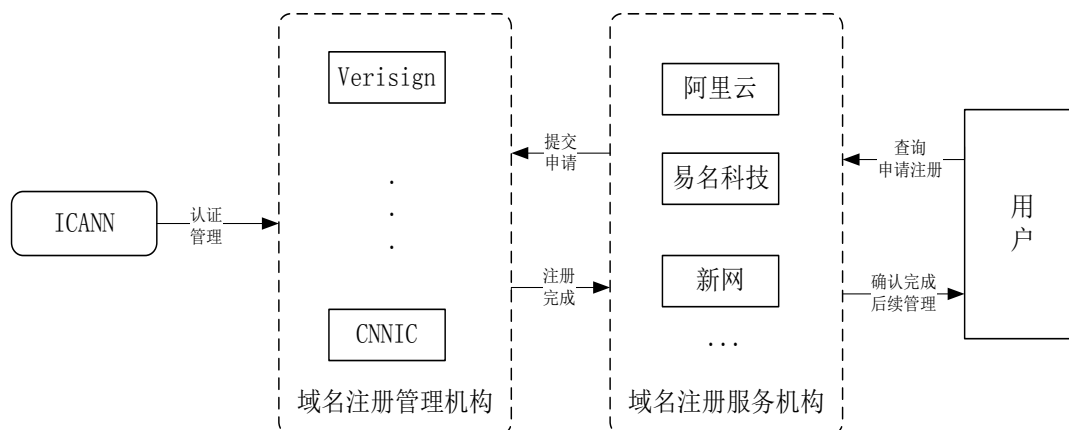 ICANN
认证
管理
Verisign
.
.
.
CNNIC
域名注册管理机构
提交
申请
注册
完成
阿里云
易名科技
新网
...
域名注册服务机构
查询
申请注册
确认完成
后续管理
用
户